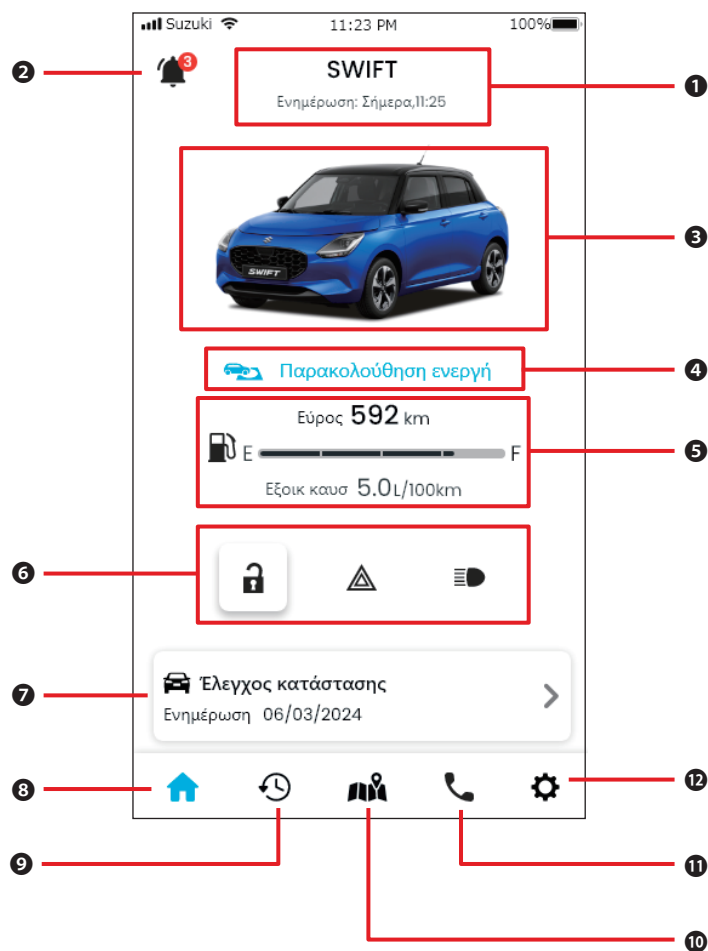 Suzuki 11:23 PM 100%
3
SWIFT
Ενημέρωση: Σήμερα,11:25
SWIFT
Παρακολούθηση ενεργή
Εύρος 592 km
E F
Εξοικ καυσ 5.0L/100km
Έλεγχος κατάστασης
Ενημέρωση 06/03/2024
1
2
3
4
5
6
7
8
9
10
11
12